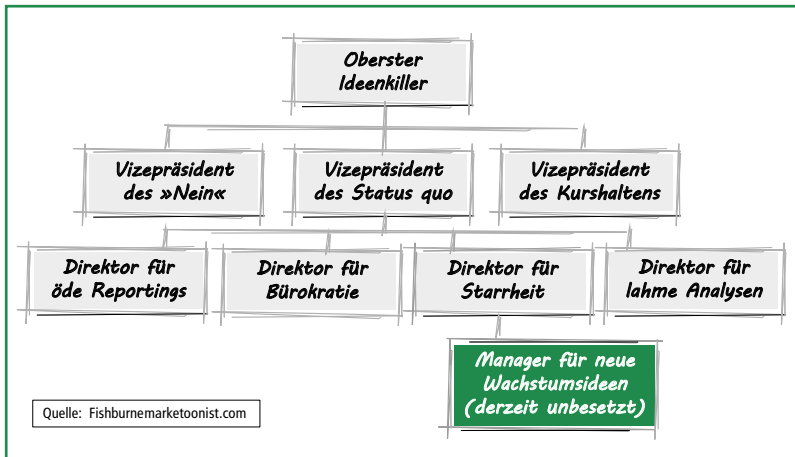 Oberster
Ideenkiller
Vizepräsident
des »Nein«
Vizepräsident
des Status quo
Vizepräsident
des Kurshaltens
Direktor für
öde Reportings
Direktor für
Bürokratie
Direktor für
Starrheit
Direktor für
lahme Analysen
Manager für neue
Wachstumsideen
(derzeit unbesetzt)
Quelle: Fishburnemarketoonist.com